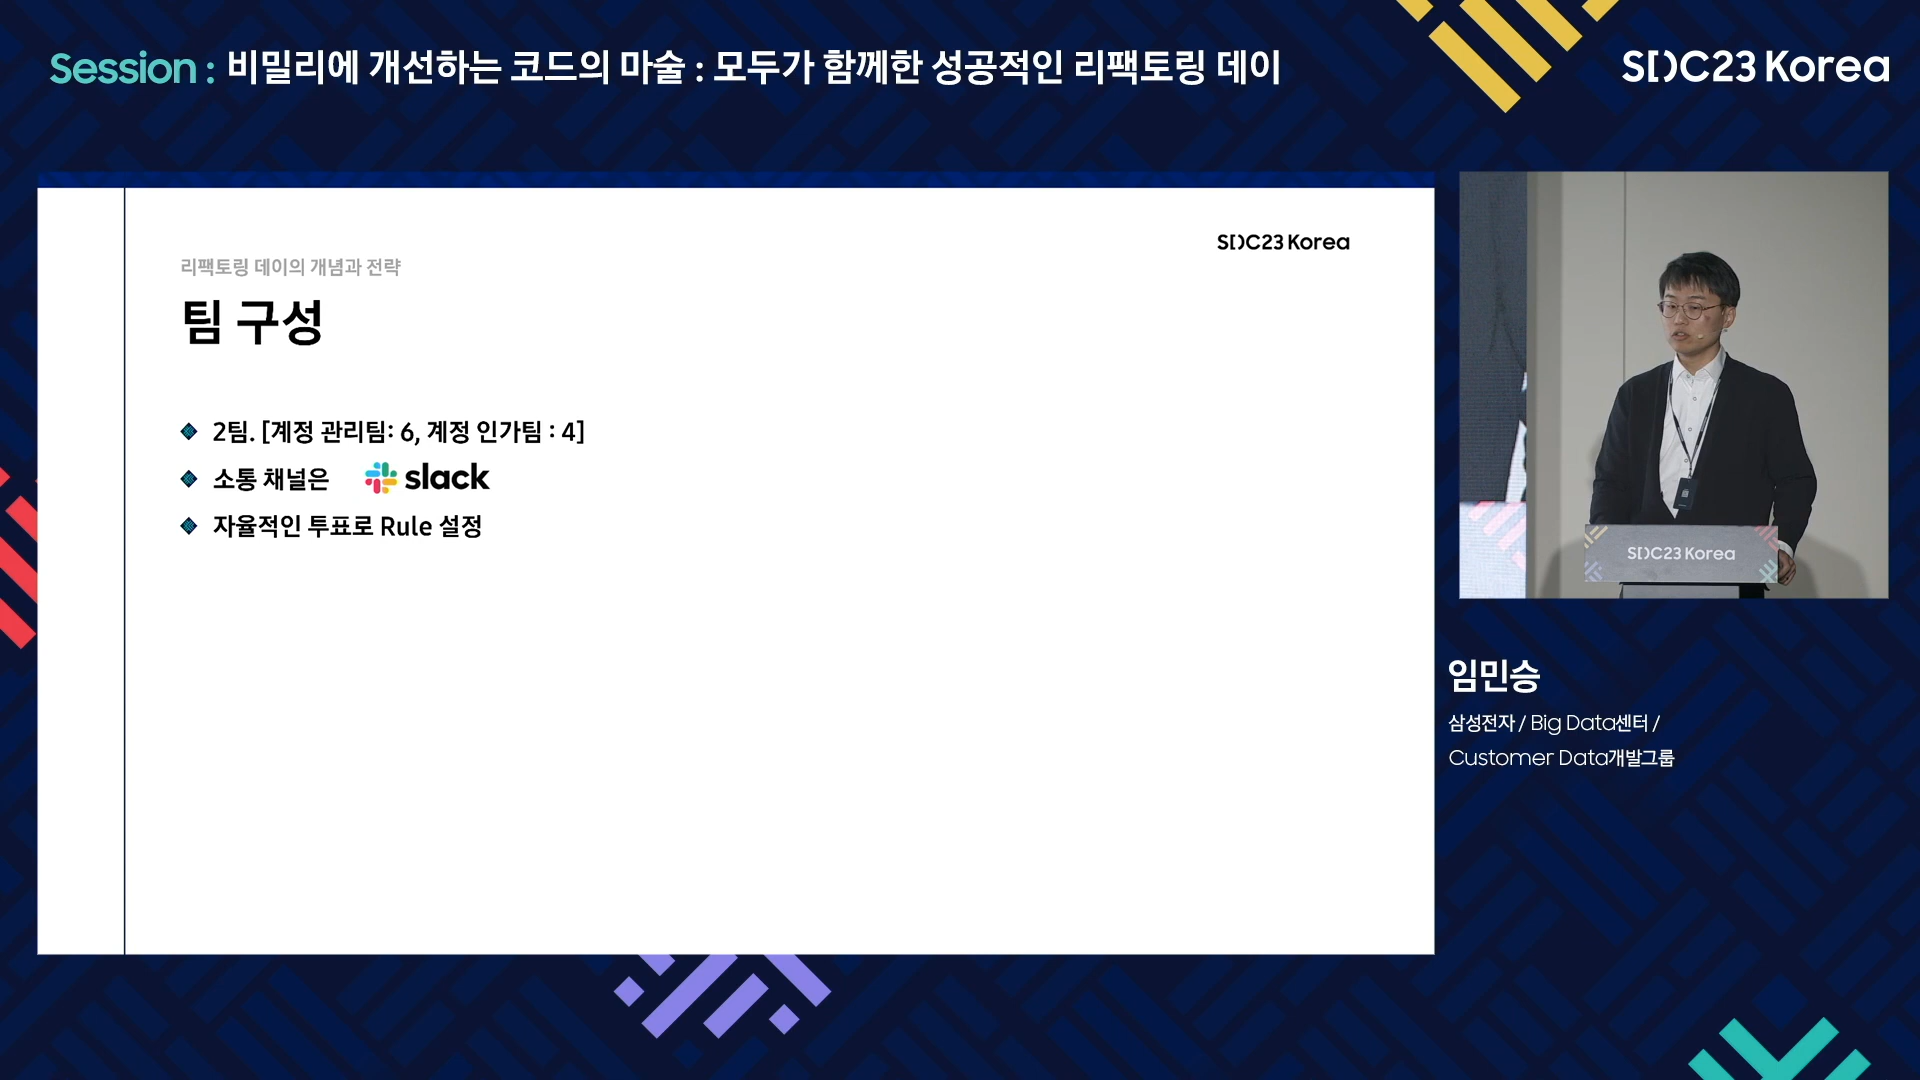 Session : 비밀리에 개선하는 코드의 마술 : 모두가 함께한 성공적인 리팩토링 데이
SDC23 Korea
SDC23 Korea
리팩토링 데이의 개념과 전략
팀 구성
2팀. [계정 관리팀: 6, 계정 인가팀 : 4]
소통 채널은 slack
자율적인 투표로 Rule 설정
SDC23 Korea
임민승
삼성전자 / Big Data센터 /
Customer Data개발그룹